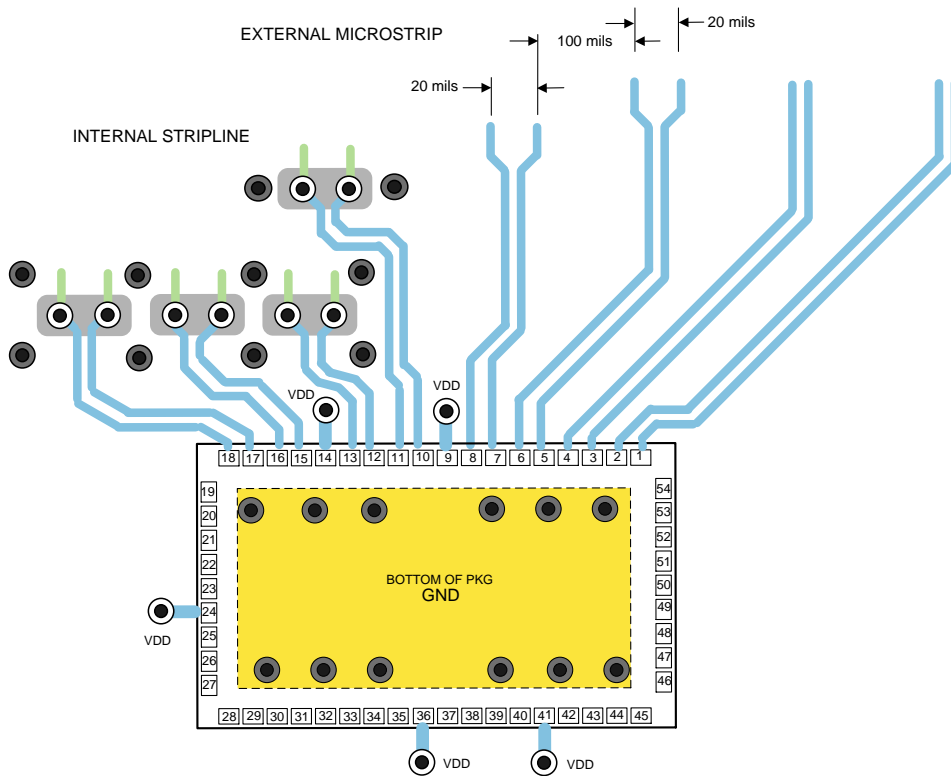 EXTERNAL MICROSTRIP
20 mils
100 mils
20 mils
INTERNAL STRIPLINE
VDD
VDD
18 17 16 15 14 13 12 11 10 9 8 7 6 5 4 3 2 1
19
20
21
22
23
24
25
26
27
54
53
52
51
50
49
48
47
46
BOTTOM OF PKG
GND
VDD
28 29 30 31 32 33 34 35 36 37 38 39 40 41 42 43 44 45
VDD
VDD